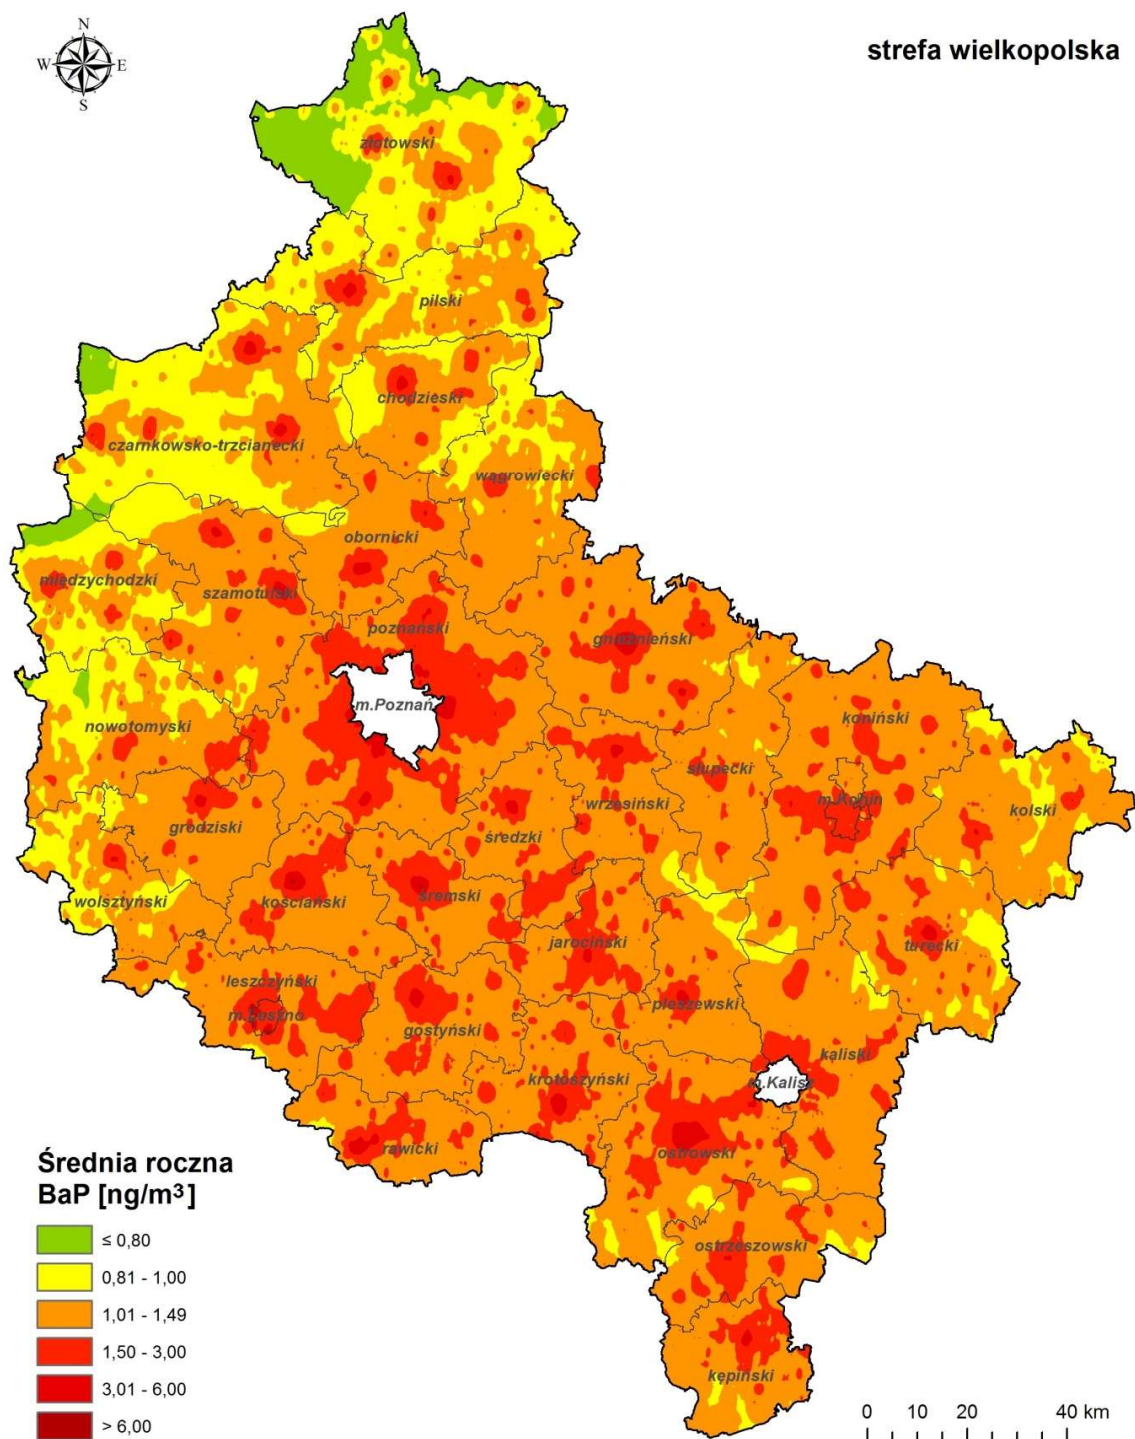 N
strefa wielkopolska
W
E
S
złotowski
pilski
chodzieski
czarnkowsko-trzcianecki
wągrowiecki
obornicki
międzychodzki
szamotulski
poznański
gnieźnieński
m.Poznań
nowotomyski
koniński
słupecki
m.Konin
wrzesiński
kolski
grodziski
średzki
wolsztyński
kościański
śremski
jarociński
turecki
leszczyński
pleszewski
m.Leszno
gostyński
kaliski
krotoszyński
m.Kalisz
rawicki
ostrowski
Średnia roczna
BaP [ng/m³]
≤ 0,80
ostrzeszowski
0,81 - 1,00
1,01 - 1,49
1,50 - 3,00
kępiński
3,01 - 6,00
0 10 20 40 km
> 6,00